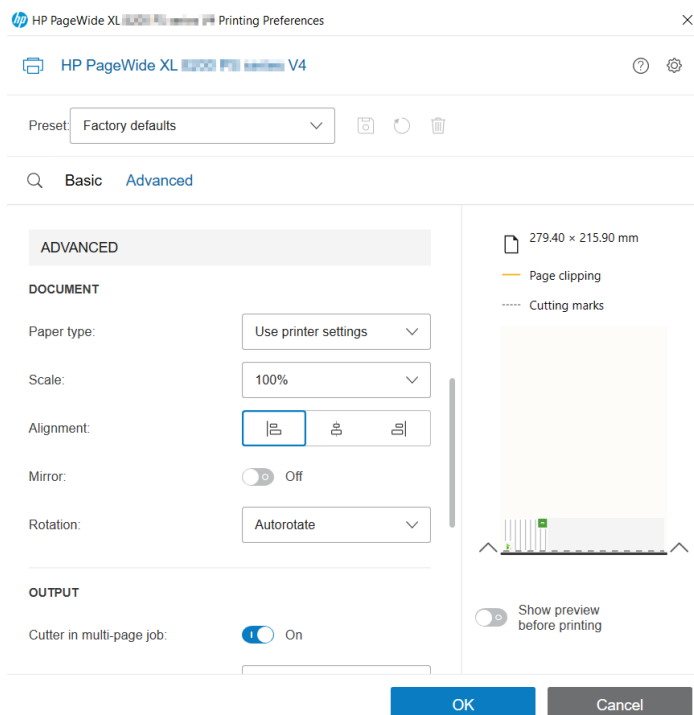 hp HP PageWide XL Printing Preferences
HP PageWide XL V4
Preset: Factory defaults
Basic Advanced
ADVANCED
279.40 × 215.90 mm
DOCUMENT
Page clipping
Cutting marks
Paper type: Use printer settings
Scale: 100%
Alignment:
Mirror: Off
Rotation: Autorotate
OUTPUT
Show preview
before printing
Cutter in multi-page job: On
OK Cancel